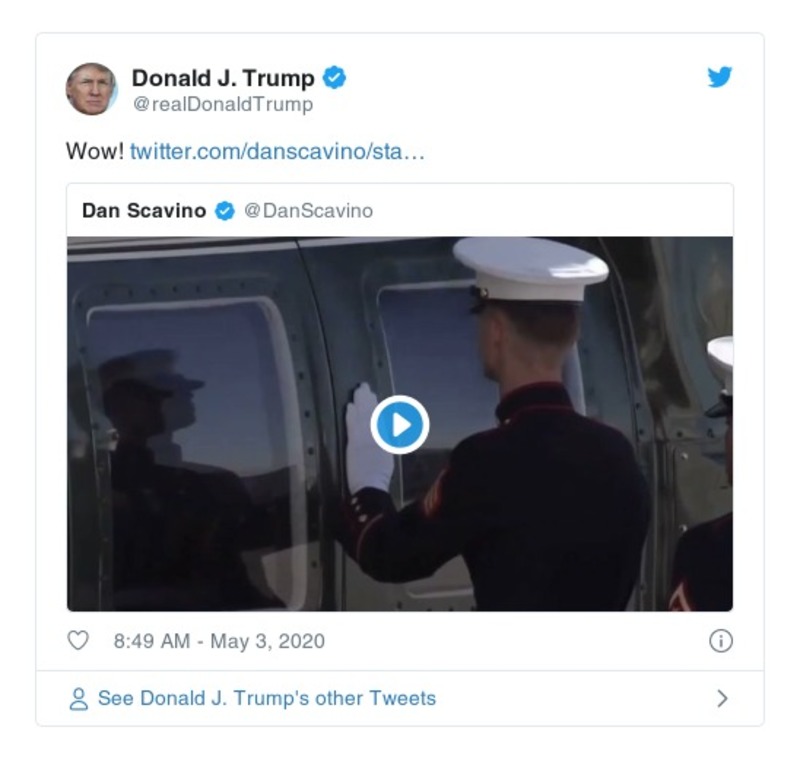 Donald J. Trump
@realDonaldTrump
Wow! twitter.com/danscavino/sta…
Dan Scavino @DanScavino
8:49 AM - May 3, 2020
See Donald J. Trump's other Tweets